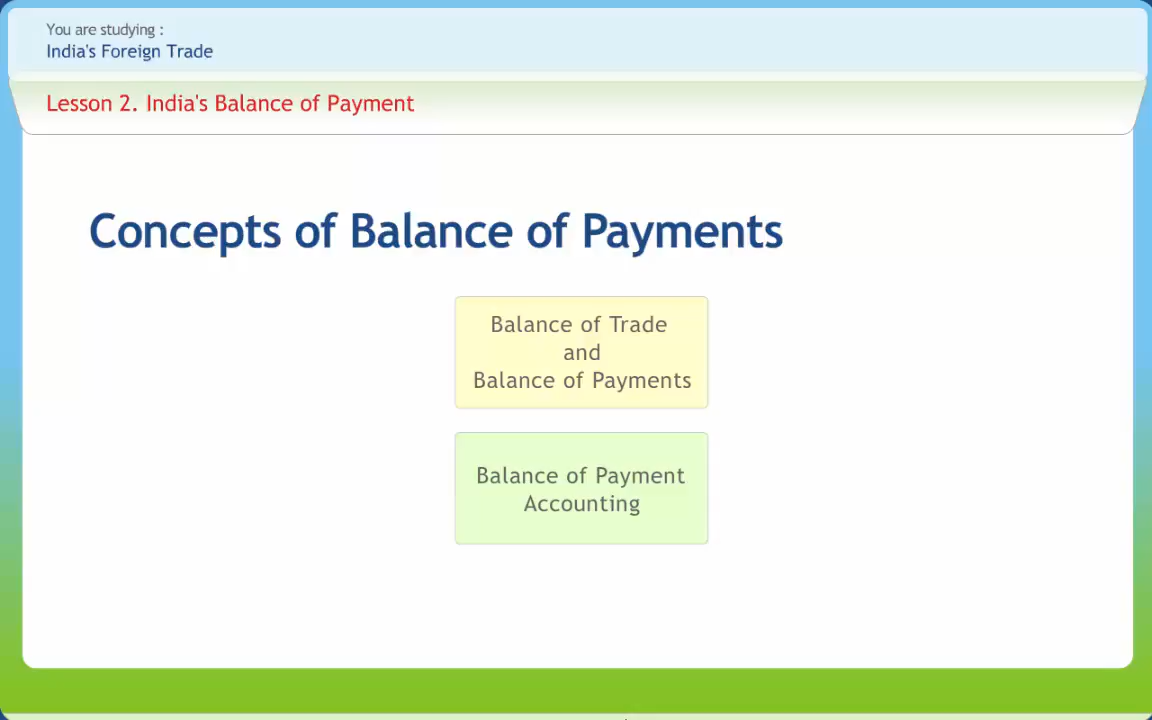 You are studying :
India's Foreign Trade
Lesson 2. India's Balance of Payment
Concepts of Balance of Payments
Balance of Trade
and
Balance of Payments
Balance of Payment
Accounting